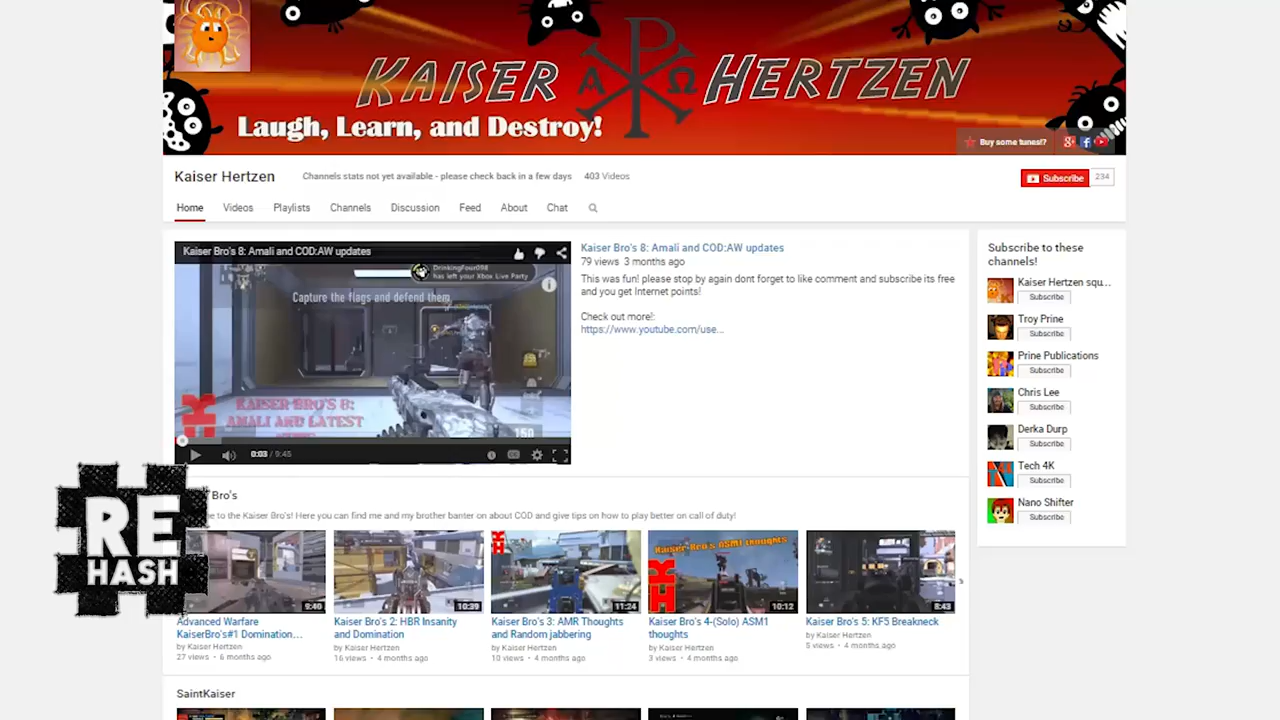 KAISER HERTZEN
Α Ω
Laugh, Learn, and Destroy!
Buy some tunes!?
Kaiser Hertzen
Channels stats not yet available - please check back in a few days
403 Videos
Subscribe
234
Home
Videos
Playlists
Channels
Discussion
Feed
About
Chat
Kaiser Bro's 8: Amali and COD:AW updates
DrinkingFour098
has left your Xbox Live Party
Capture the flags and defend them.
KAISER BRO'S 8:
AMALI AND LATEST
150
0:03 / 9:45
Kaiser Bro's 8: Amali and COD:AW updates
79 views 3 months ago
This was fun! please stop by again dont forget to like comment and subscribe its free
and you get Internet points!
Check out more!:
https://www.youtube.com/use...
Subscribe to these
channels!
Kaiser Hertzen squ...
Subscribe
Troy Prine
Subscribe
Prine Publications
Subscribe
Chris Lee
Subscribe
Derka Durp
Subscribe
Tech 4K
Subscribe
Nano Shifter
Subscribe
RE
HASH
Bro's
to the Kaiser Bro's! Here you can find me and my brother banter on about COD and give tips on how to play better on call of duty!
9:40
Advanced Warfare
KaiserBro's#1 Domination...
by Kaiser Hertzen
27 views • 6 months ago
10:39
Kaiser Bro's 2: HBR Insanity
and Domination
by Kaiser Hertzen
16 views • 4 months ago
11:24
Kaiser Bro's 3: AMR Thoughts
and Random jabbering
by Kaiser Hertzen
10 views • 4 months ago
Kaiser-Bro's ASM1 thoughts
10:12
Kaiser Bro's 4-(Solo) ASM1
thoughts
by Kaiser Hertzen
3 views • 4 months ago
8:43
Kaiser Bro's 5: KF5 Breakneck
by Kaiser Hertzen
5 views • 4 months ago
SaintKaiser